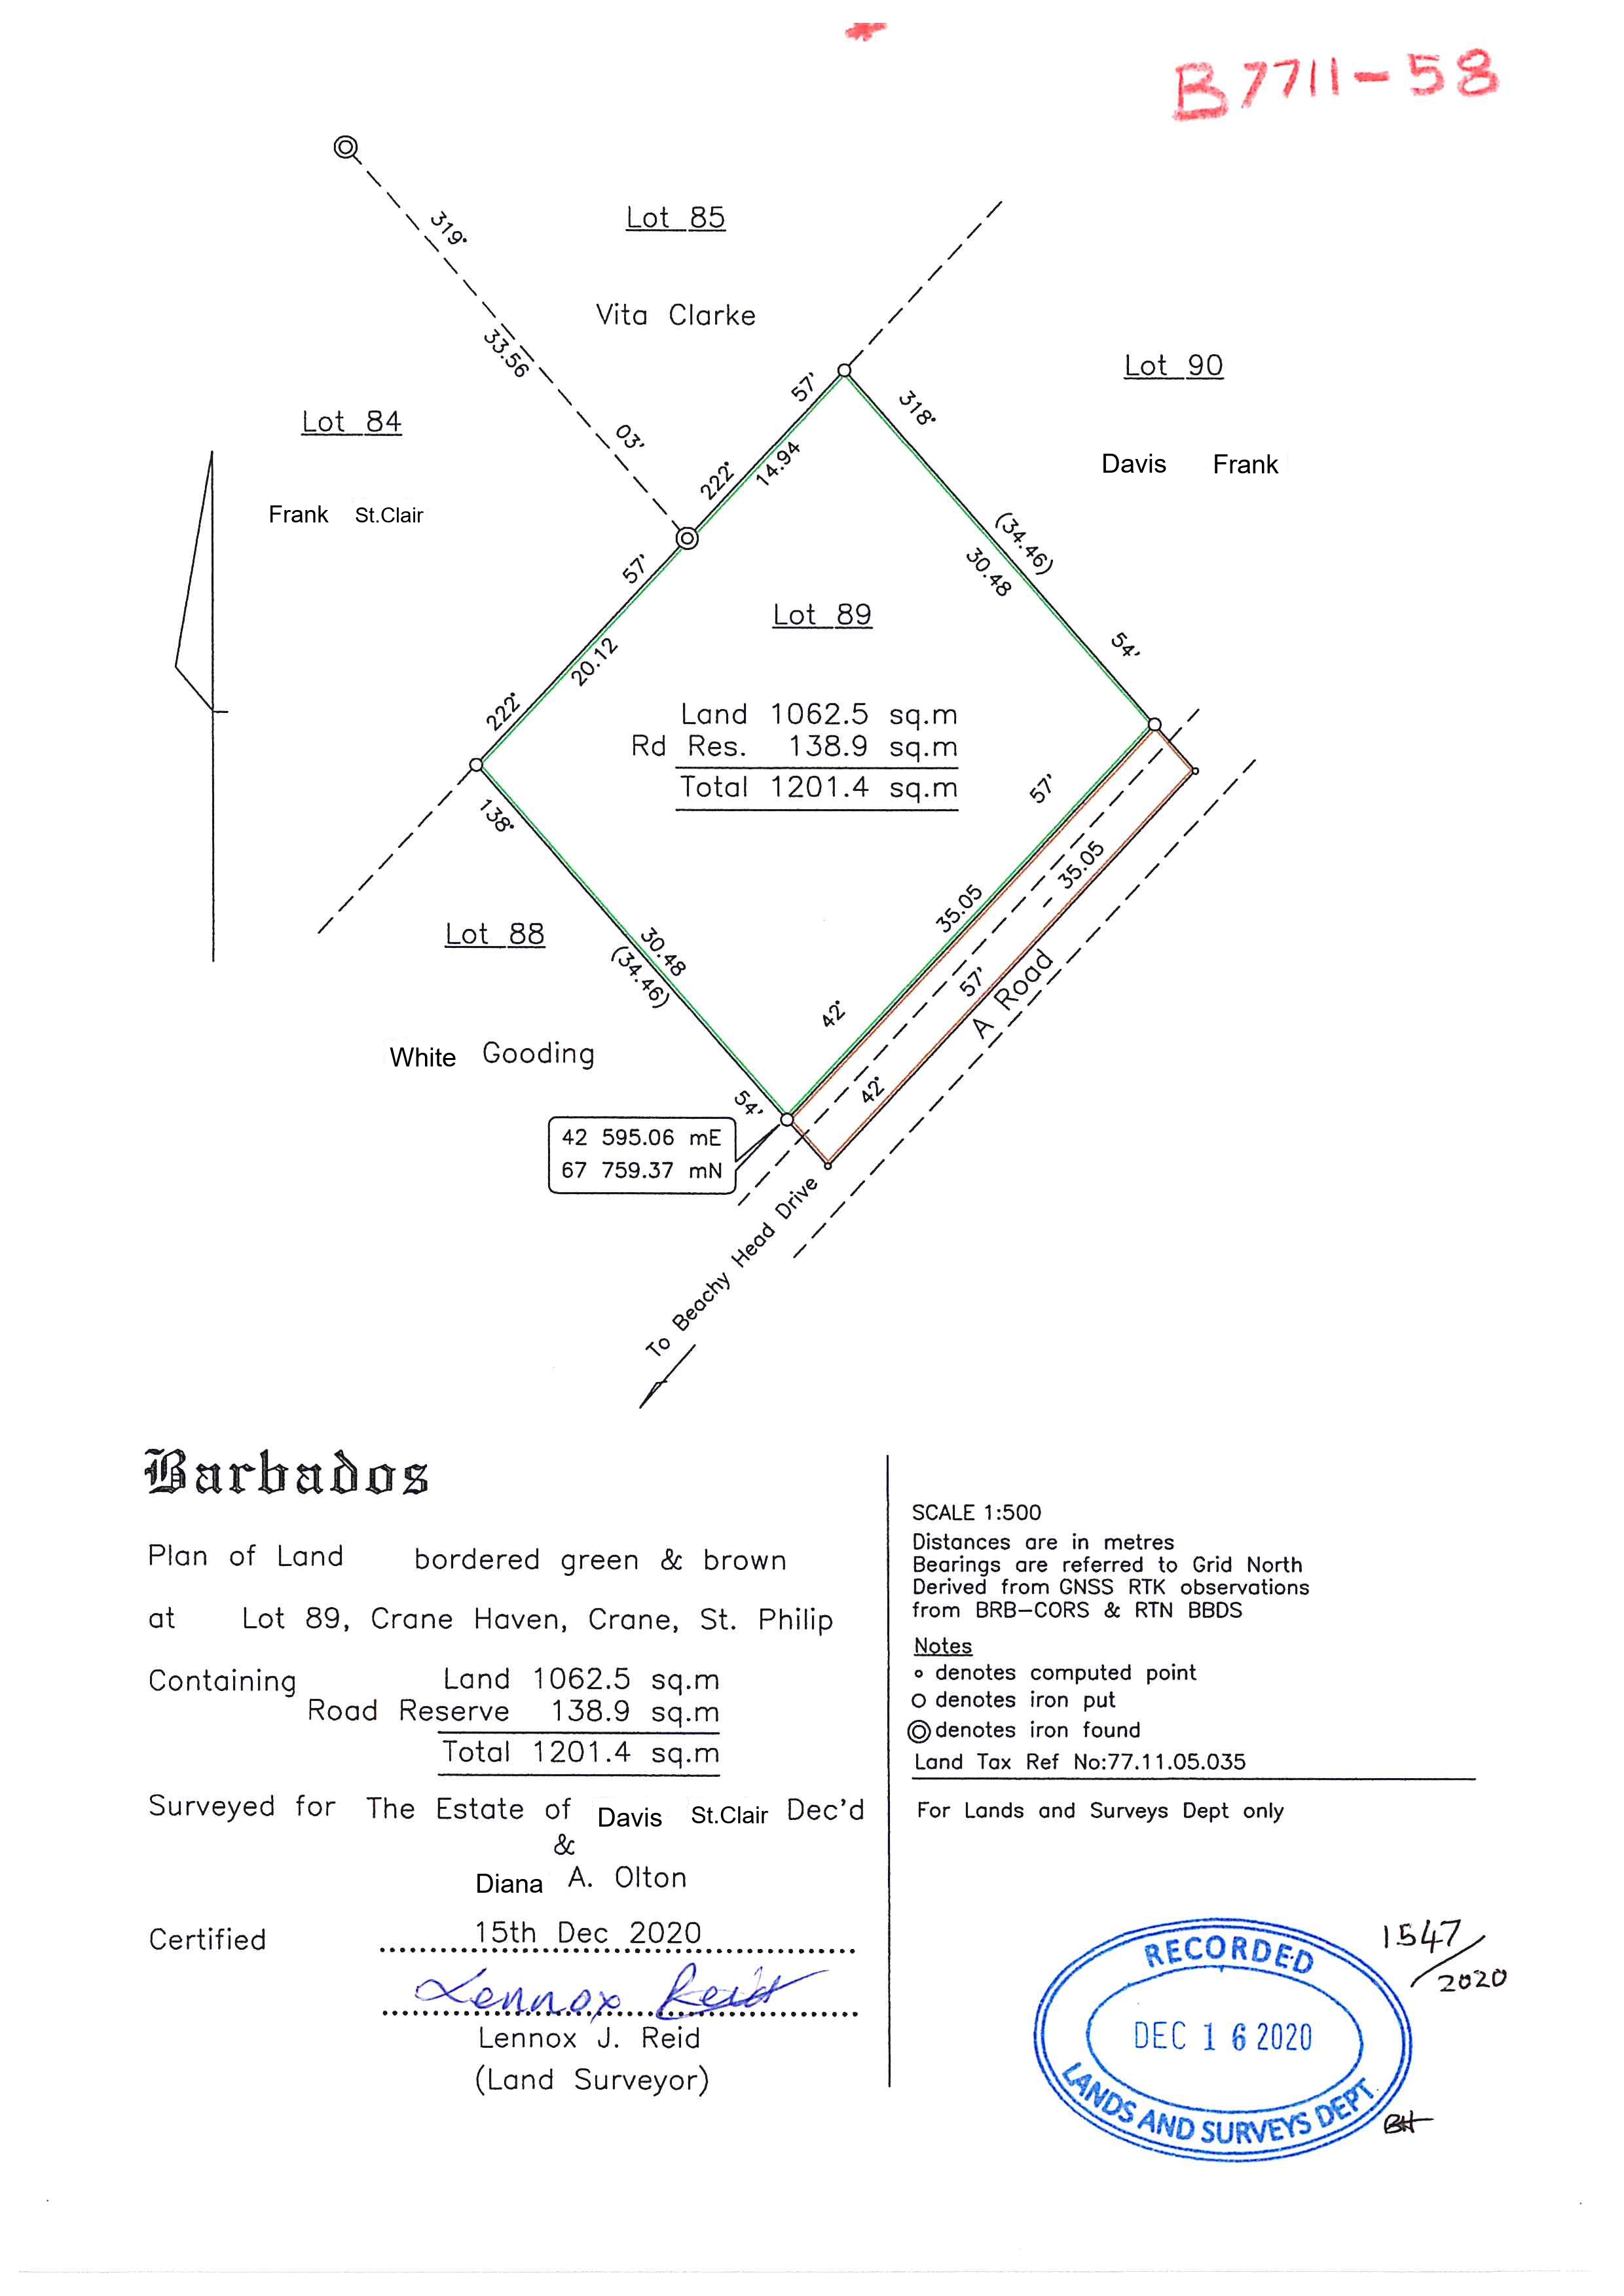 B7711-58
319°
33.56
03'
Lot 85
Vita Clarke
Lot 84
Frank St.Clair
Lot 90
Davis Frank
57'
222°
14.94
318°
(34.46)
30.48
54'
57'
20.12
222°
Lot 89
Land 1062.5 sq.m
Rd Res. 138.9 sq.m
Total 1201.4 sq.m
138°
30.48
(34.46)
54'
Lot 88
White Gooding
57'
35.05
42°
35.05
57'
42°
A Road
42 595.06 mE
67 759.37 mN
To Beachy Head Drive
Barbados
Plan of Land bordered green & brown
at Lot 89, Crane Haven, Crane, St. Philip
Containing Land 1062.5 sq.m
Road Reserve 138.9 sq.m
Total 1201.4 sq.m
Surveyed for The Estate of Davis St.Clair Dec'd
&
Diana A. Olton
Certified 15th Dec 2020
Lennox Reid
Lennox J. Reid
(Land Surveyor)
SCALE 1:500
Distances are in metres
Bearings are referred to Grid North
Derived from GNSS RTK observations
from BRB-CORS & RTN BBDS
Notes
denotes computed point
denotes iron put
denotes iron found
Land Tax Ref No:77.11.05.035
For Lands and Surveys Dept only
1547/2020
RECORDED
DEC 16 2020
LANDS AND SURVEYS DEPT.
BH